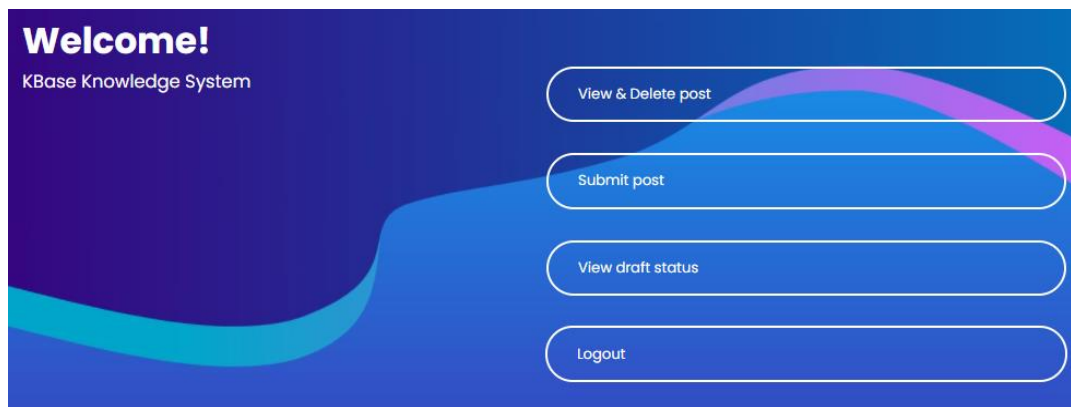 Welcome!
KBase Knowledge System
View & Delete post
Submit post
View draft status
Logout